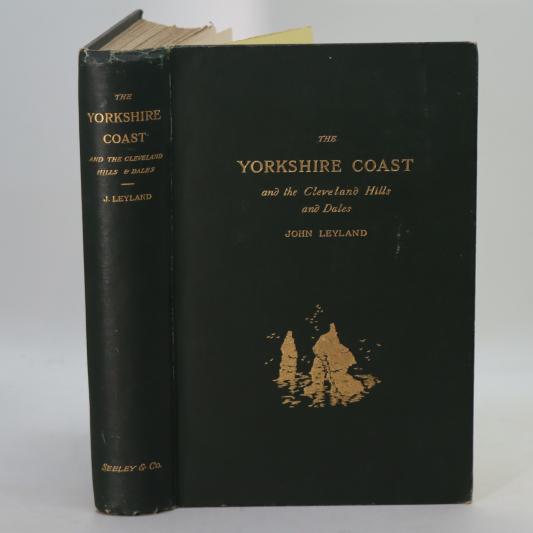 THE
YORKSHIRE
COAST
AND THE CLEVELAND
HILLS & DALES
J. LEYLAND
SEELEY & Co.
THE
YORKSHIRE COAST
and the Cleveland Hills
and Dales
JOHN LEYLAND